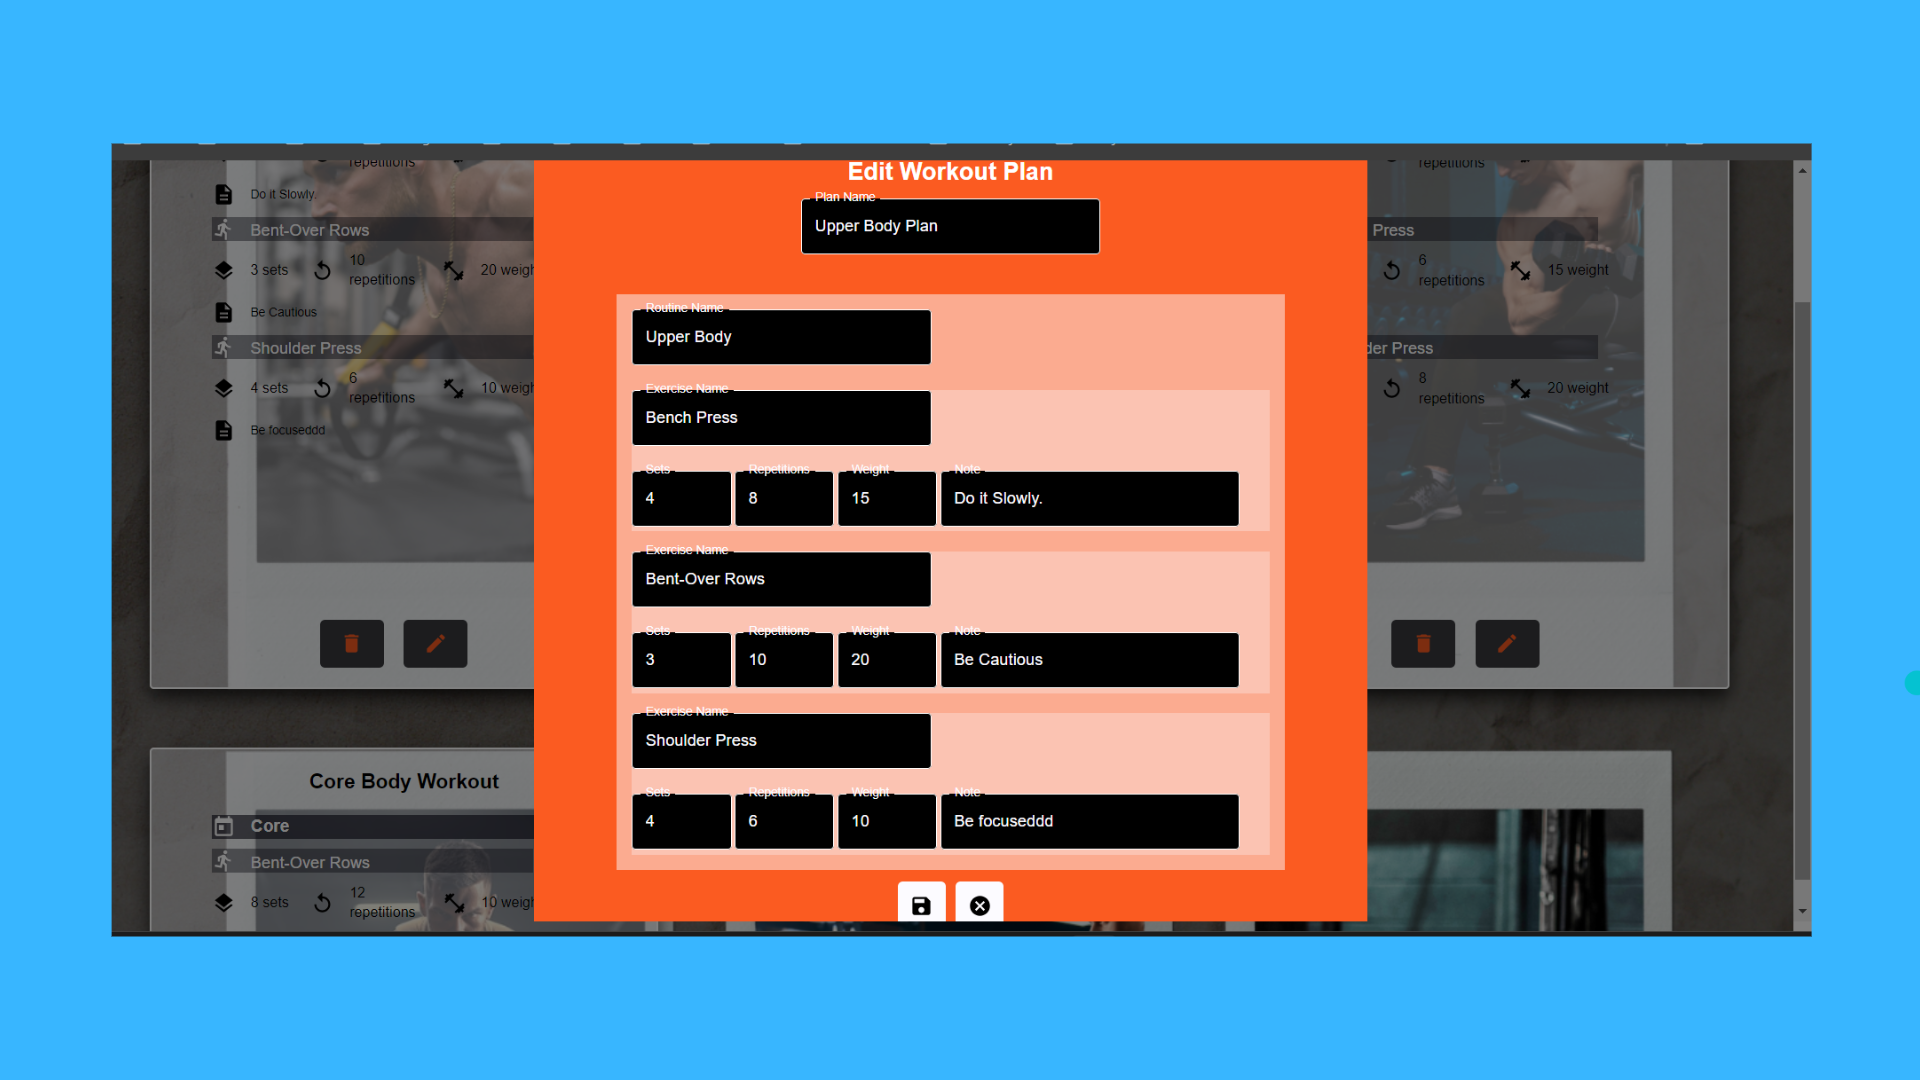 repetitions
Do it Slowly.
Bent-Over Rows
3 sets
10
repetitions
20 weigh
Be Cautious
Shoulder Press
4 sets
6
repetitions
10 weigh
Be focuseddd
Core Body Workout
Core
Bent-Over Rows
8 sets
12
repetitions
10 weigh
Edit Workout Plan
Plan Name
Upper Body Plan
Routine Name
Upper Body
Exercise Name
Bench Press
Sets Repetitions Weight Note
4 8 15 Do it Slowly.
Exercise Name
Bent-Over Rows
Sets Repetitions Weight Note
3 10 20 Be Cautious
Exercise Name
Shoulder Press
Sets Repetitions Weight Note
4 6 10 Be focuseddd
repetitions
Press
6
repetitions
15 weight
der Press
8
repetitions
20 weight